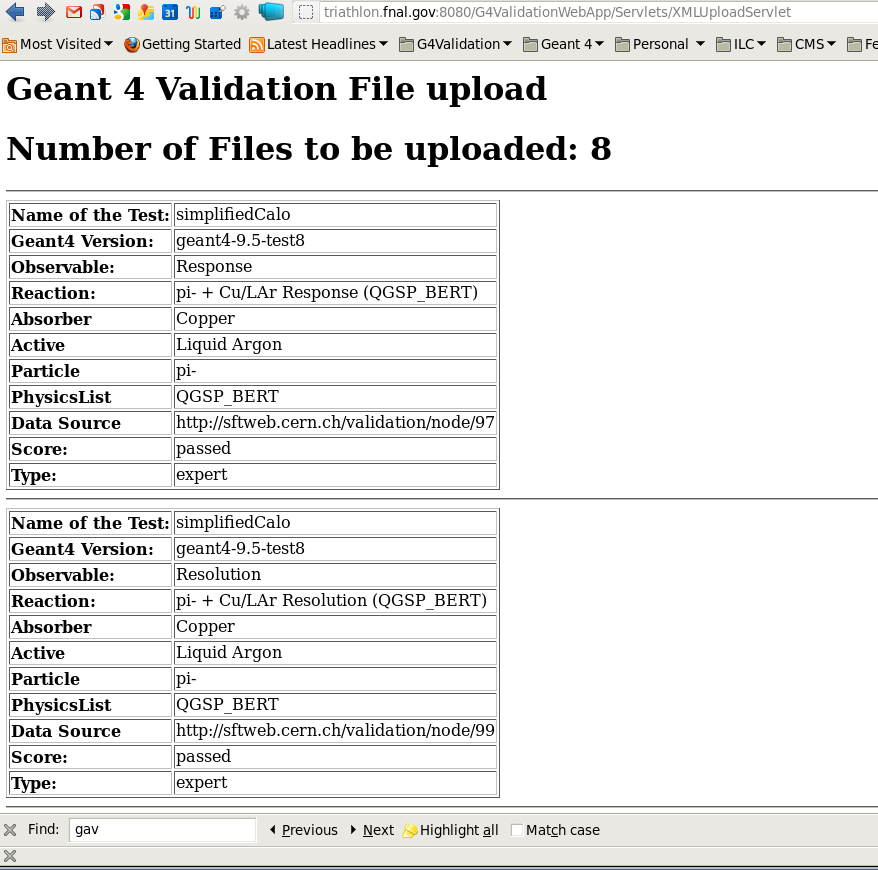 triathlon.fnal.gov:8080/G4ValidationWebApp/Servlets/XMLUploadServlet
Most Visited Getting Started Latest Headlines G4Validation Geant 4 Personal ILC CMS Fe
Geant 4 Validation File upload
Number of Files to be uploaded: 8
Name of the Test: simplifiedCalo
Geant4 Version: geant4-9.5-test8
Observable: Response
Reaction: pi- + Cu/LAr Response (QGSP_BERT)
Absorber Copper
Active Liquid Argon
Particle pi-
PhysicsList QGSP_BERT
Data Source http://sftweb.cern.ch/validation/node/97
Score: passed
Type: expert
Name of the Test: simplifiedCalo
Geant4 Version: geant4-9.5-test8
Observable: Resolution
Reaction: pi- + Cu/LAr Resolution (QGSP_BERT)
Absorber Copper
Active Liquid Argon
Particle pi-
PhysicsList QGSP_BERT
Data Source http://sftweb.cern.ch/validation/node/99
Score: passed
Type: expert
Find: gav Previous Next Highlight all Match case